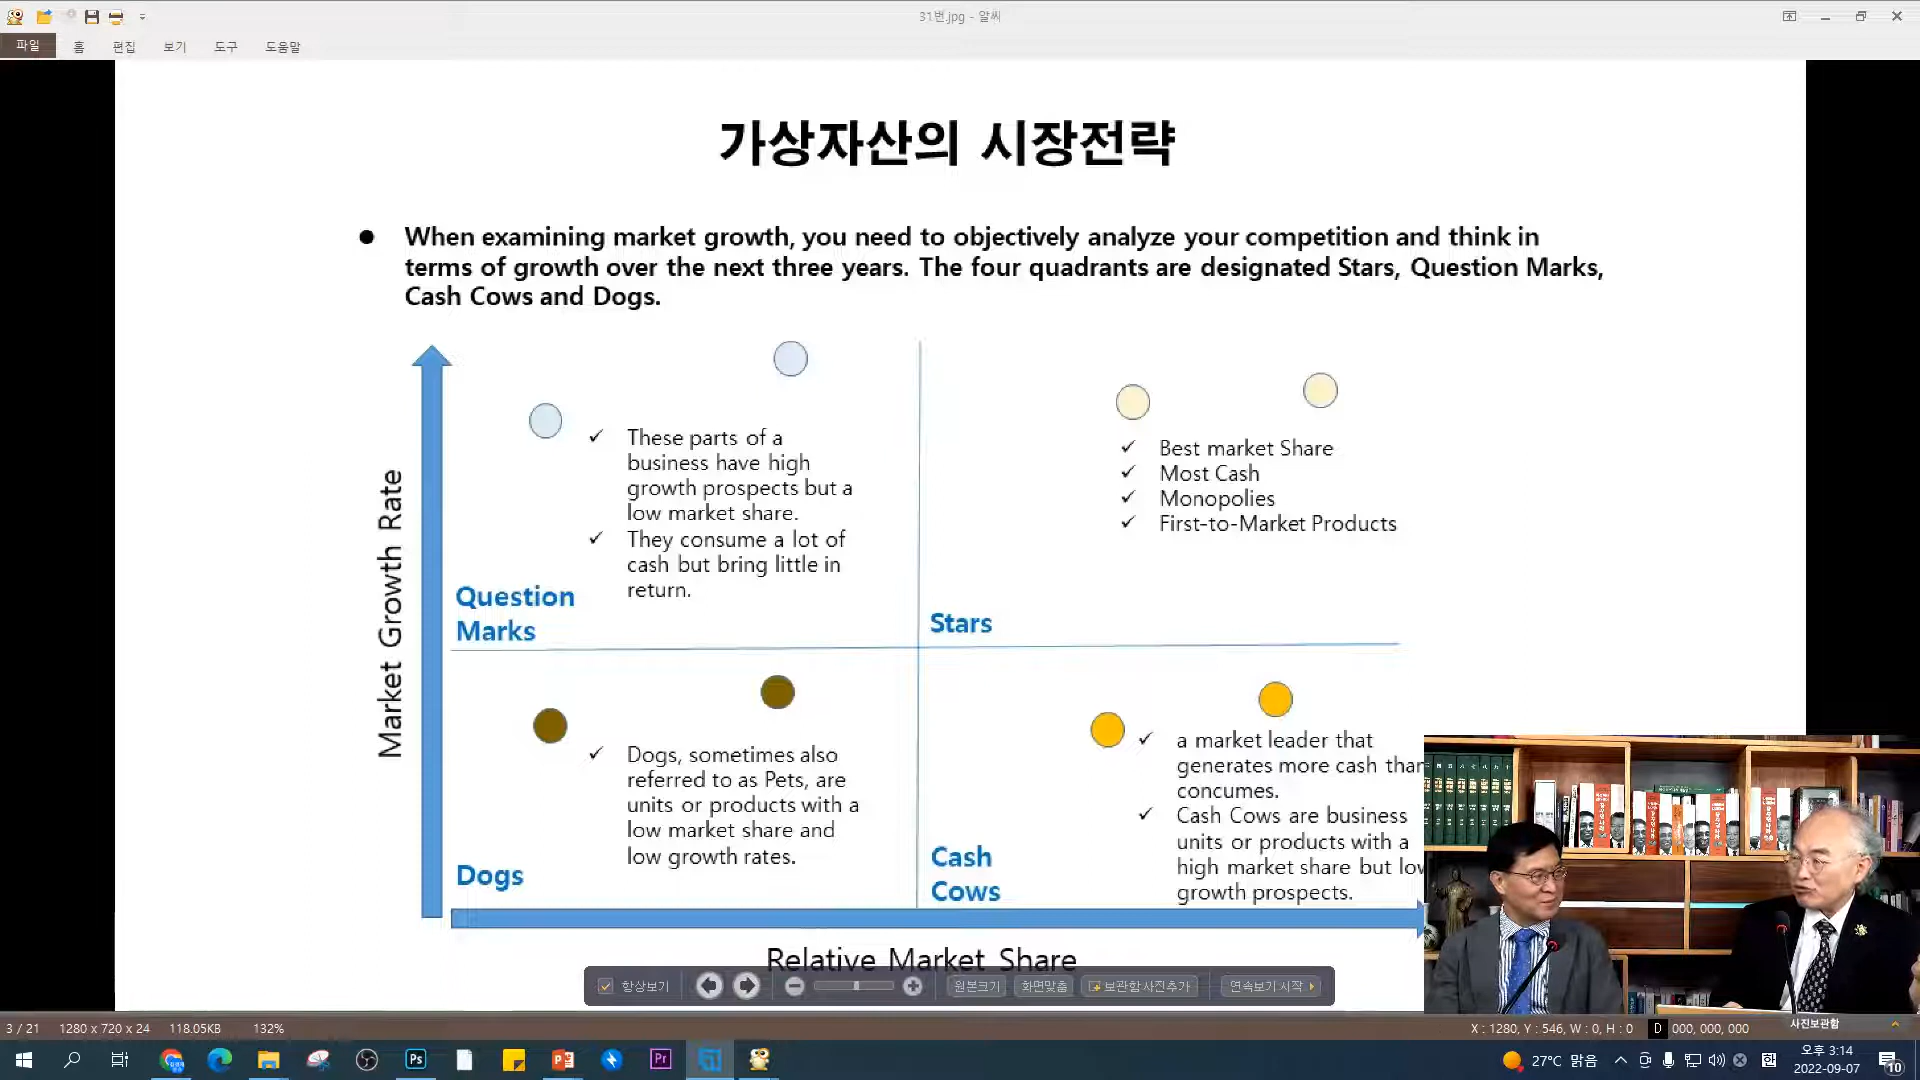 31번.jpg - 알씨
파일 홈 편집 보기 도구 도움말
가상자산의 시장전략
● When examining market growth, you need to objectively analyze your competition and think in
terms of growth over the next three years. The four quadrants are designated Stars, Question Marks,
Cash Cows and Dogs.
Market Growth Rate
✓ These parts of a
business have high
growth prospects but a
low market share.
✓ They consume a lot of
cash but bring little in
return.
Question
Marks
✓ Best market Share
✓ Most Cash
✓ Monopolies
✓ First-to-Market Products
Stars
✓ Dogs, sometimes also
referred to as Pets, are
units or products with a
low market share and
low growth rates.
Dogs
✓ a market leader that
generates more cash than
concumes.
✓ Cash Cows are business
units or products with a
high market share but low
growth prospects.
Cash
Cows
Relative Market Share
항상보기 원본크기 화면맞춤 보관함 사진추가 연속보기 시작
3 / 21 1280 x 720 x 24 118.05KB 132% X : 1280, Y : 546, W : 0, H : 0 D 000, 000, 000 사진보관함
Ps Pr 27°C 맑음 한 오후 3:14
2022-09-07 10